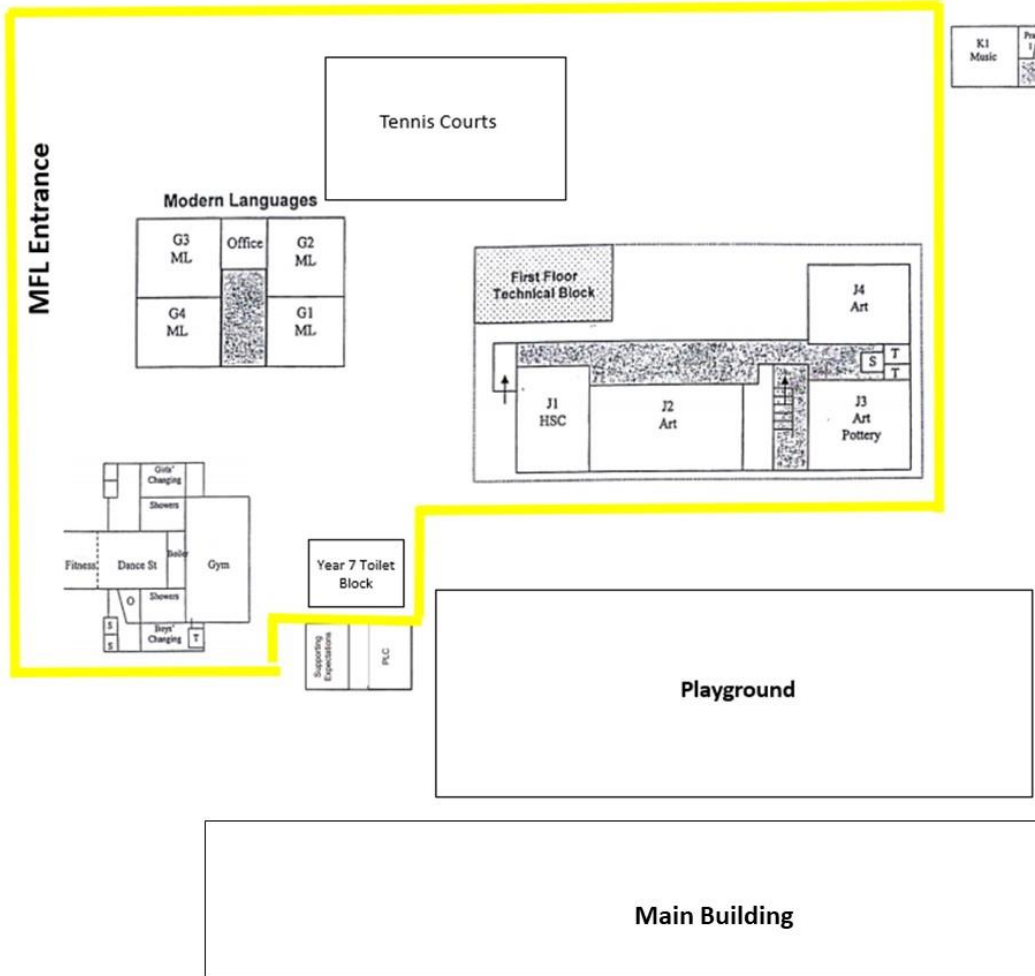 K1
Music
Tennis Courts
MFL Entrance
Modern Languages
G3
ML
Office
G2
ML
G4
ML
G1
ML
First Floor
Technical Block
J4
Art
T
S
T
J1
HSC
J2
Art
J3
Art
Pottery
Girls'
Changing
Showers
Fitness
Dance St
Boiler
Gym
O
Showers
S
S
Boys'
Changing
T
Year 7 Toilet
Block
Supporting
Expectations
PLC
Playground
Main Building